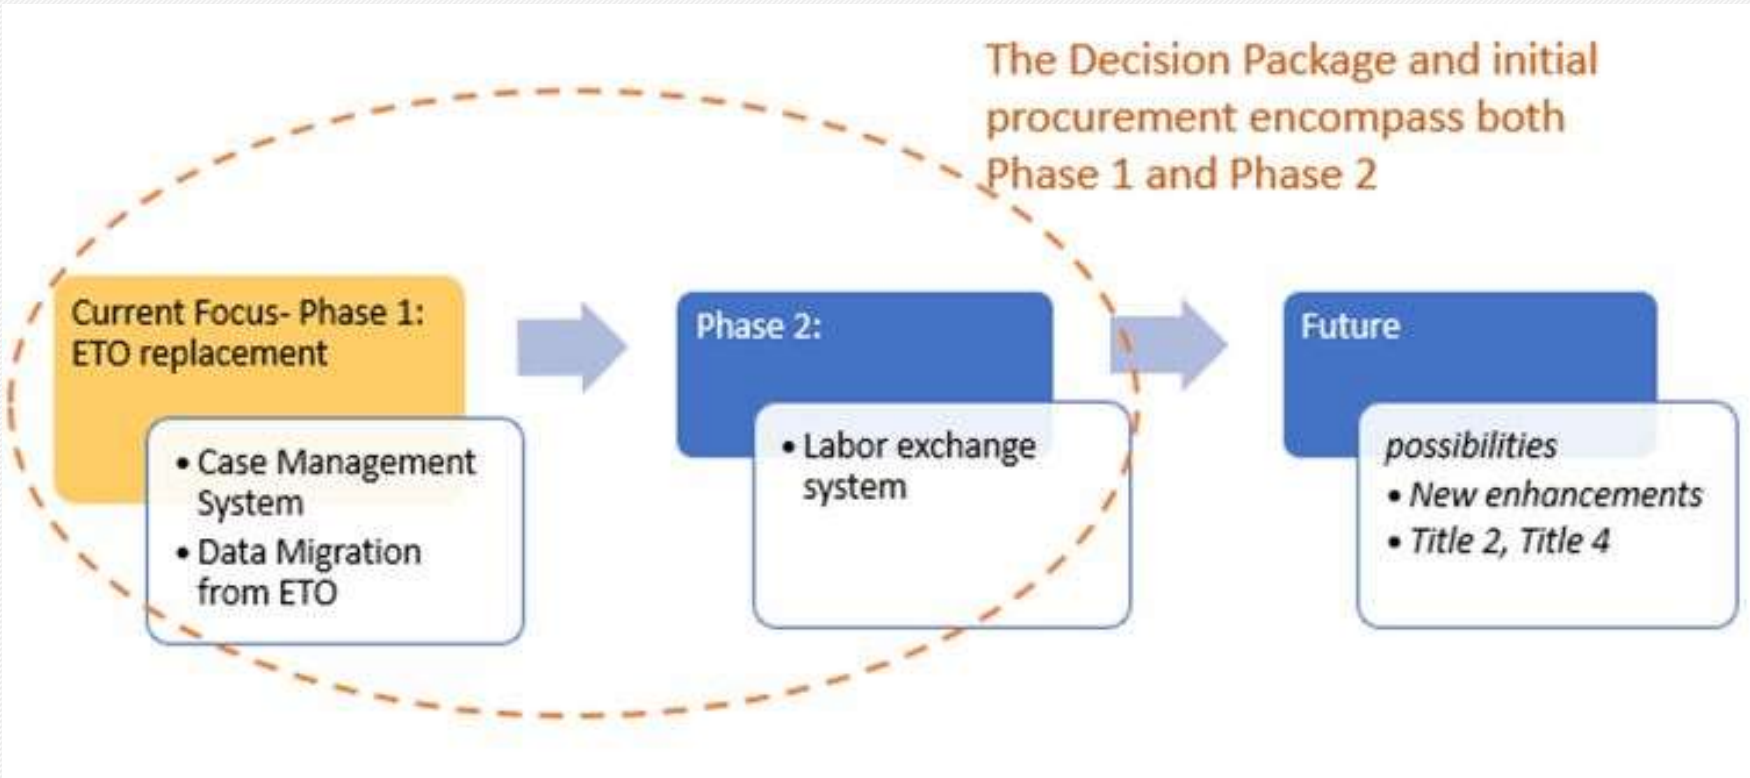 The Decision Package and initial
procurement encompass both
Phase 1 and Phase 2
Current Focus- Phase 1:
ETO replacement
• Case Management
System
• Data Migration
from ETO
Phase 2:
• Labor exchange
system
Future
possibilities
• New enhancements
• Title 2, Title 4